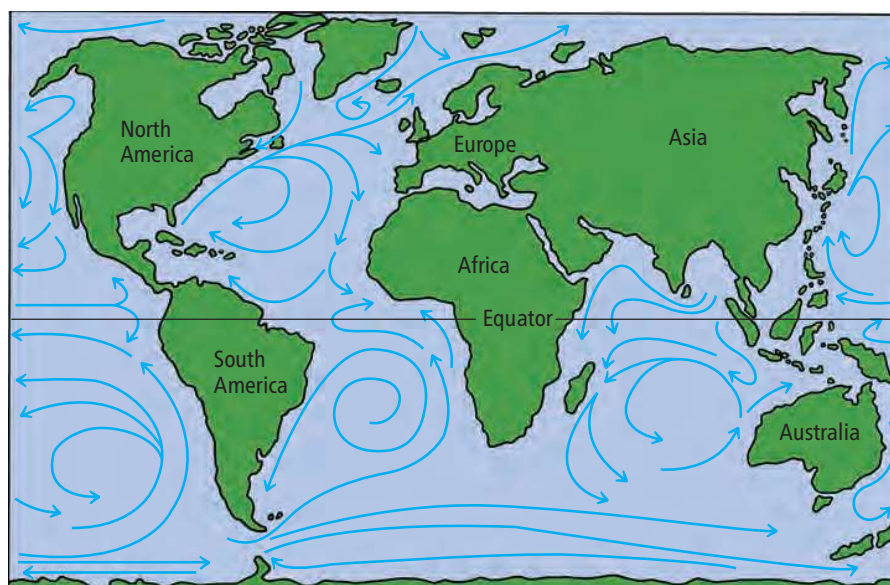 North
America
Europe
Asia
Africa
Equator
South
America
Australia